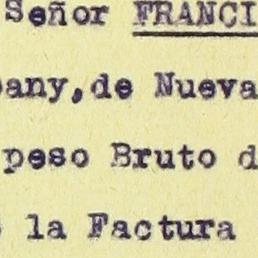 Señor FRANCI
pany, de Nueva
peso Bruto d
la Factura